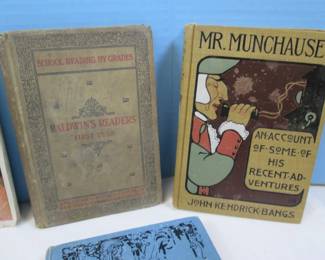 SCHOOL READING BY GRADES
BALDWIN'S READERS
FIRST YEAR
MR. MUNCHAUSE
AN·ACCOUNT
OF·SOME·OF
HIS
RECENT·AD-
VENTURES
JOHN·KENDRICK·BANGS·